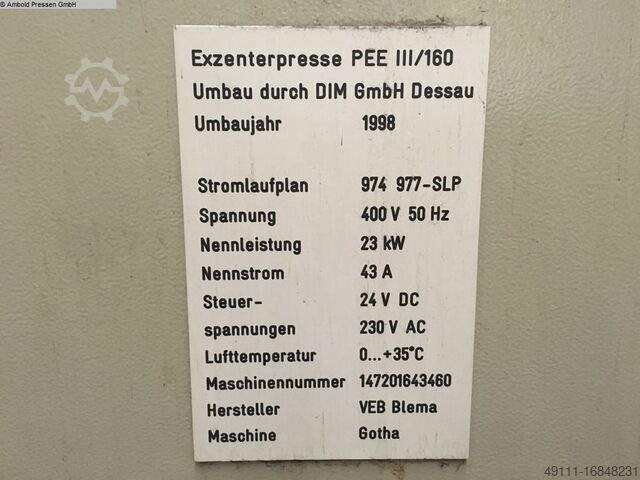 © Ambold Pressen GmbH
Exzenterpresse PEE III/160
Umbau durch DIM GmbH Dessau
Umbaujahr 1998
Stromlaufplan 974 977-SLP
Spannung 400 V 50 Hz
Nennleistung 23 kW
Nennstrom 43 A
Steuer- 24 V DC
spannungen 230 V AC
Lufttemperatur 0...+35°C
Maschinennummer 147201643460
Hersteller VEB Blema
Maschine Gotha
49111-16848231